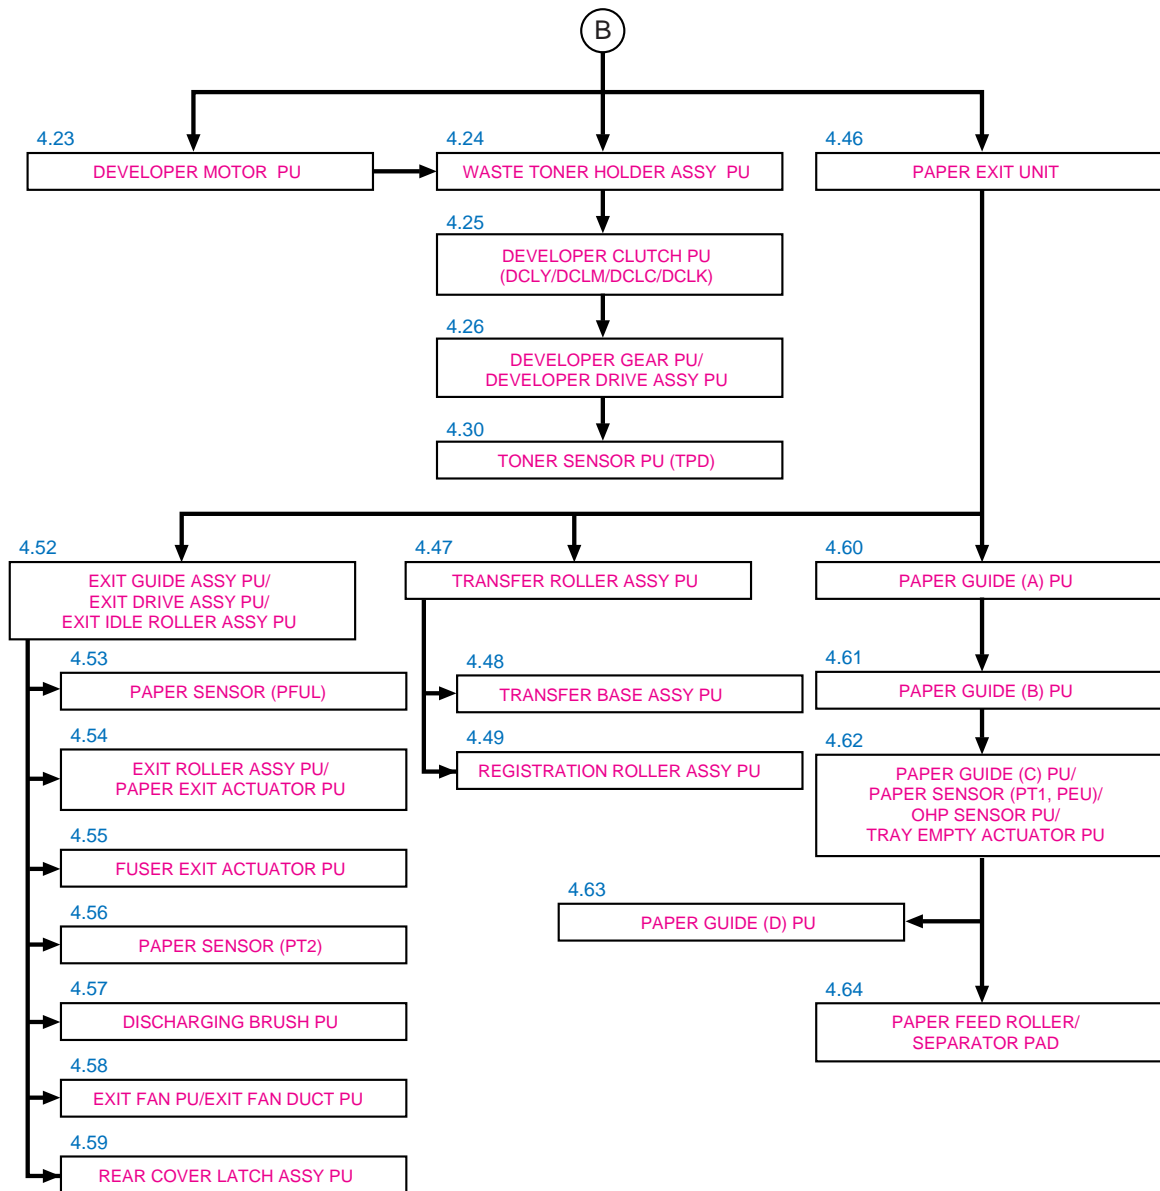 B
4.23
DEVELOPER MOTOR PU
4.24
WASTE TONER HOLDER ASSY PU
4.46
PAPER EXIT UNIT
4.25
DEVELOPER CLUTCH PU
(DCLY/DCLM/DCLC/DCLK)
4.26
DEVELOPER GEAR PU/
DEVELOPER DRIVE ASSY PU
4.30
TONER SENSOR PU (TPD)
4.52
EXIT GUIDE ASSY PU/
EXIT DRIVE ASSY PU/
EXIT IDLE ROLLER ASSY PU
4.53
PAPER SENSOR (PFUL)
4.54
EXIT ROLLER ASSY PU/
PAPER EXIT ACTUATOR PU
4.55
FUSER EXIT ACTUATOR PU
4.56
PAPER SENSOR (PT2)
4.57
DISCHARGING BRUSH PU
4.58
EXIT FAN PU/EXIT FAN DUCT PU
4.59
REAR COVER LATCH ASSY PU
4.47
TRANSFER ROLLER ASSY PU
4.48
TRANSFER BASE ASSY PU
4.49
REGISTRATION ROLLER ASSY PU
4.60
PAPER GUIDE (A) PU
4.61
PAPER GUIDE (B) PU
4.62
PAPER GUIDE (C) PU/
PAPER SENSOR (PT1, PEU)/
OHP SENSOR PU/
TRAY EMPTY ACTUATOR PU
4.63
PAPER GUIDE (D) PU
4.64
PAPER FEED ROLLER/
SEPARATOR PAD